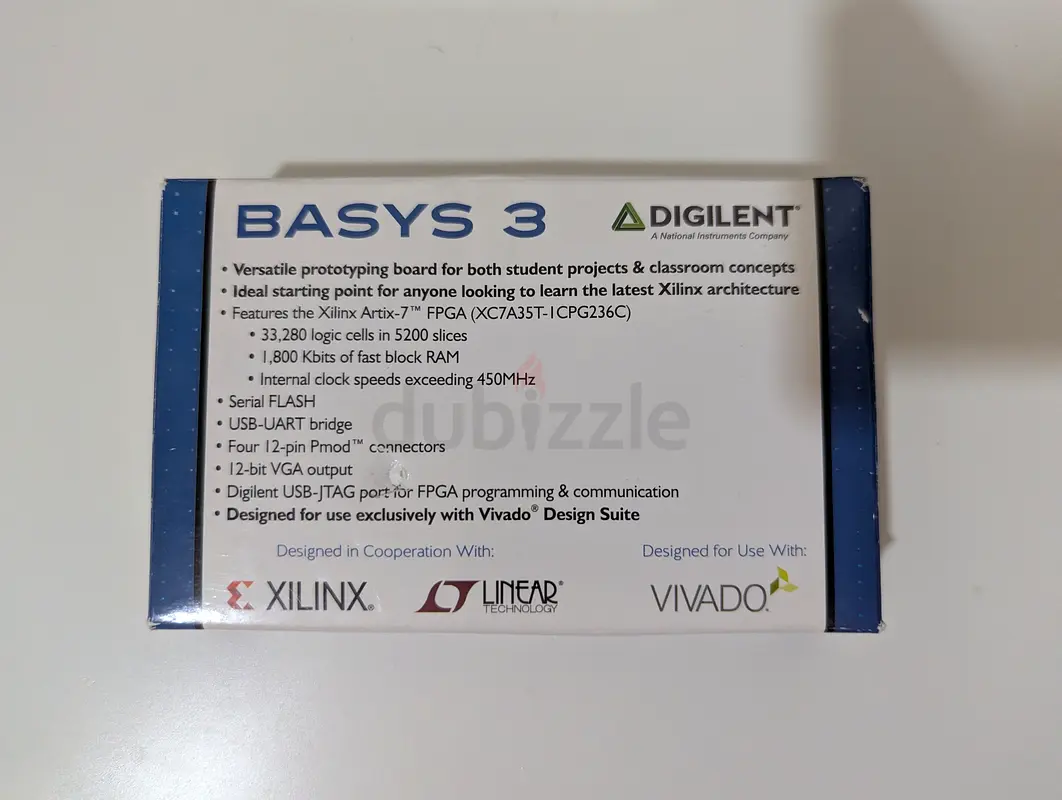 BASYS 3
DIGILENT®
A National Instruments Company
• Versatile prototyping board for both student projects & classroom concepts
• Ideal starting point for anyone looking to learn the latest Xilinx architecture
• Features the Xilinx Artix-7™ FPGA (XC7A35T-1CPG236C)
• 33,280 logic cells in 5200 slices
• 1,800 Kbits of fast block RAM
• Internal clock speeds exceeding 450MHz
• Serial FLASH
• USB-UART bridge
• Four 12-pin Pmod™ connectors
• 12-bit VGA output
• Digilent USB-JTAG port for FPGA programming & communication
• Designed for use exclusively with Vivado® Design Suite
dubizzle
Designed in Cooperation With:
Designed for Use With:
XILINX®
LINEAR®
TECHNOLOGY
VIVADO®